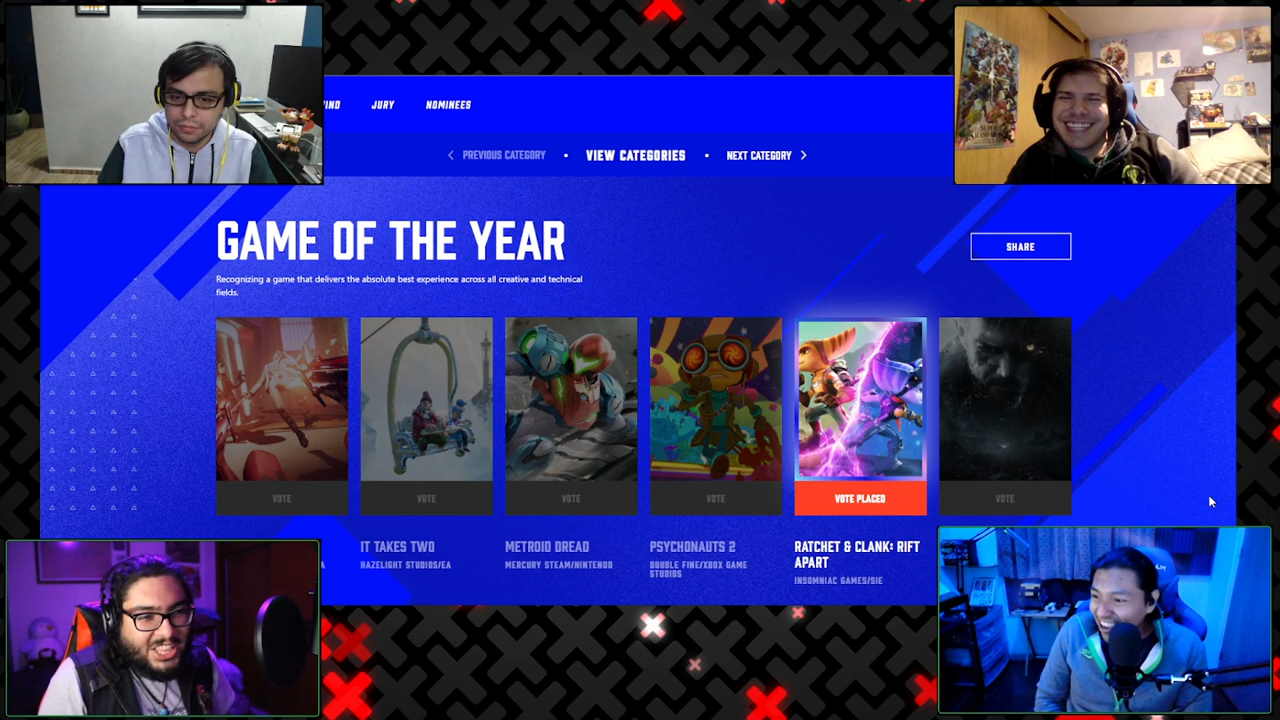 JURY
NOMINEES
PREVIOUS CATEGORY
VIEW CATEGORIES
NEXT CATEGORY
GAME OF THE YEAR
SHARE
Recognizing a game that delivers the absolute best experience across all creative and technical
fields.
VOTE
VOTE
VOTE
VOTE
VOTE PLACED
VOTE
IT TAKES TWO
HAZELIGHT STUDIOS/EA
METROID DREAD
MERCURY STEAM/NINTENDO
PSYCHONAUTS 2
DOUBLE FINE/XBOX GAME
STUDIOS
RATCHET & CLANK: RIFT
APART
INSOMNIAC GAMES/SIE